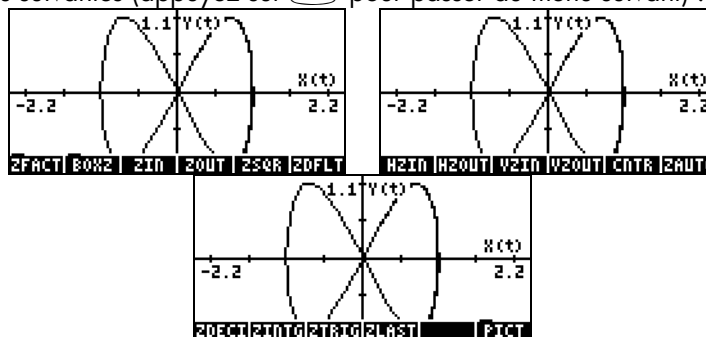 suivantes (appuyez sur pour passer au menu suivant)
1.1 Y(t)
X(t)
-2.2 2.2
ZFACT BOXZ ZIN ZOUT ZSQR ZDFLT
1.1 Y(t)
X(t)
-2.2 2.2
HZIN HZOUT VZIN VZOUT CNTR ZAUTO
1.1 Y(t)
X(t)
-2.2 2.2
ZDECI ZINTG ZTRIG ZLAST PICT